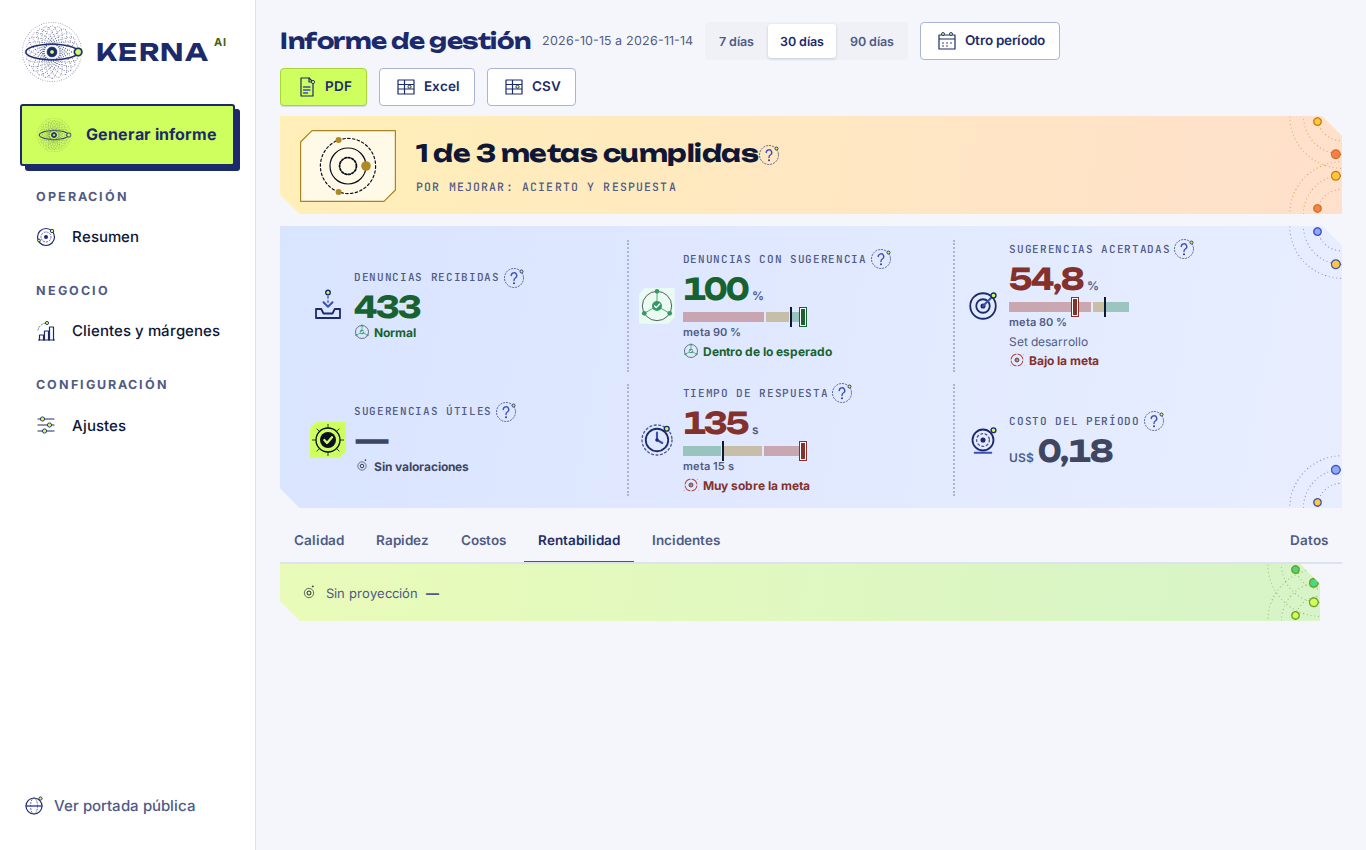 KERNA AI
Generar informe
OPERACIÓN
Resumen
NEGOCIO
Clientes y márgenes
CONFIGURACIÓN
Ajustes
Ver portada pública
Informe de gestión 2026-10-15 a 2026-11-14 7 días 30 días 90 días Otro período
PDF Excel CSV
1 de 3 metas cumplidas ?
POR MEJORAR: ACIERTO Y RESPUESTA
DENUNCIAS RECIBIDAS ?
433
Normal
DENUNCIAS CON SUGERENCIA ?
100 %
meta 90 %
Dentro de lo esperado
SUGERENCIAS ACERTADAS ?
54,8 %
meta 80 %
Set desarrollo
Bajo la meta
SUGERENCIAS ÚTILES ?
—
Sin valoraciones
TIEMPO DE RESPUESTA ?
135 s
meta 15 s
Muy sobre la meta
COSTO DEL PERÍODO ?
US$ 0,18
Calidad Rapidez Costos Rentabilidad Incidentes Datos
Sin proyección —